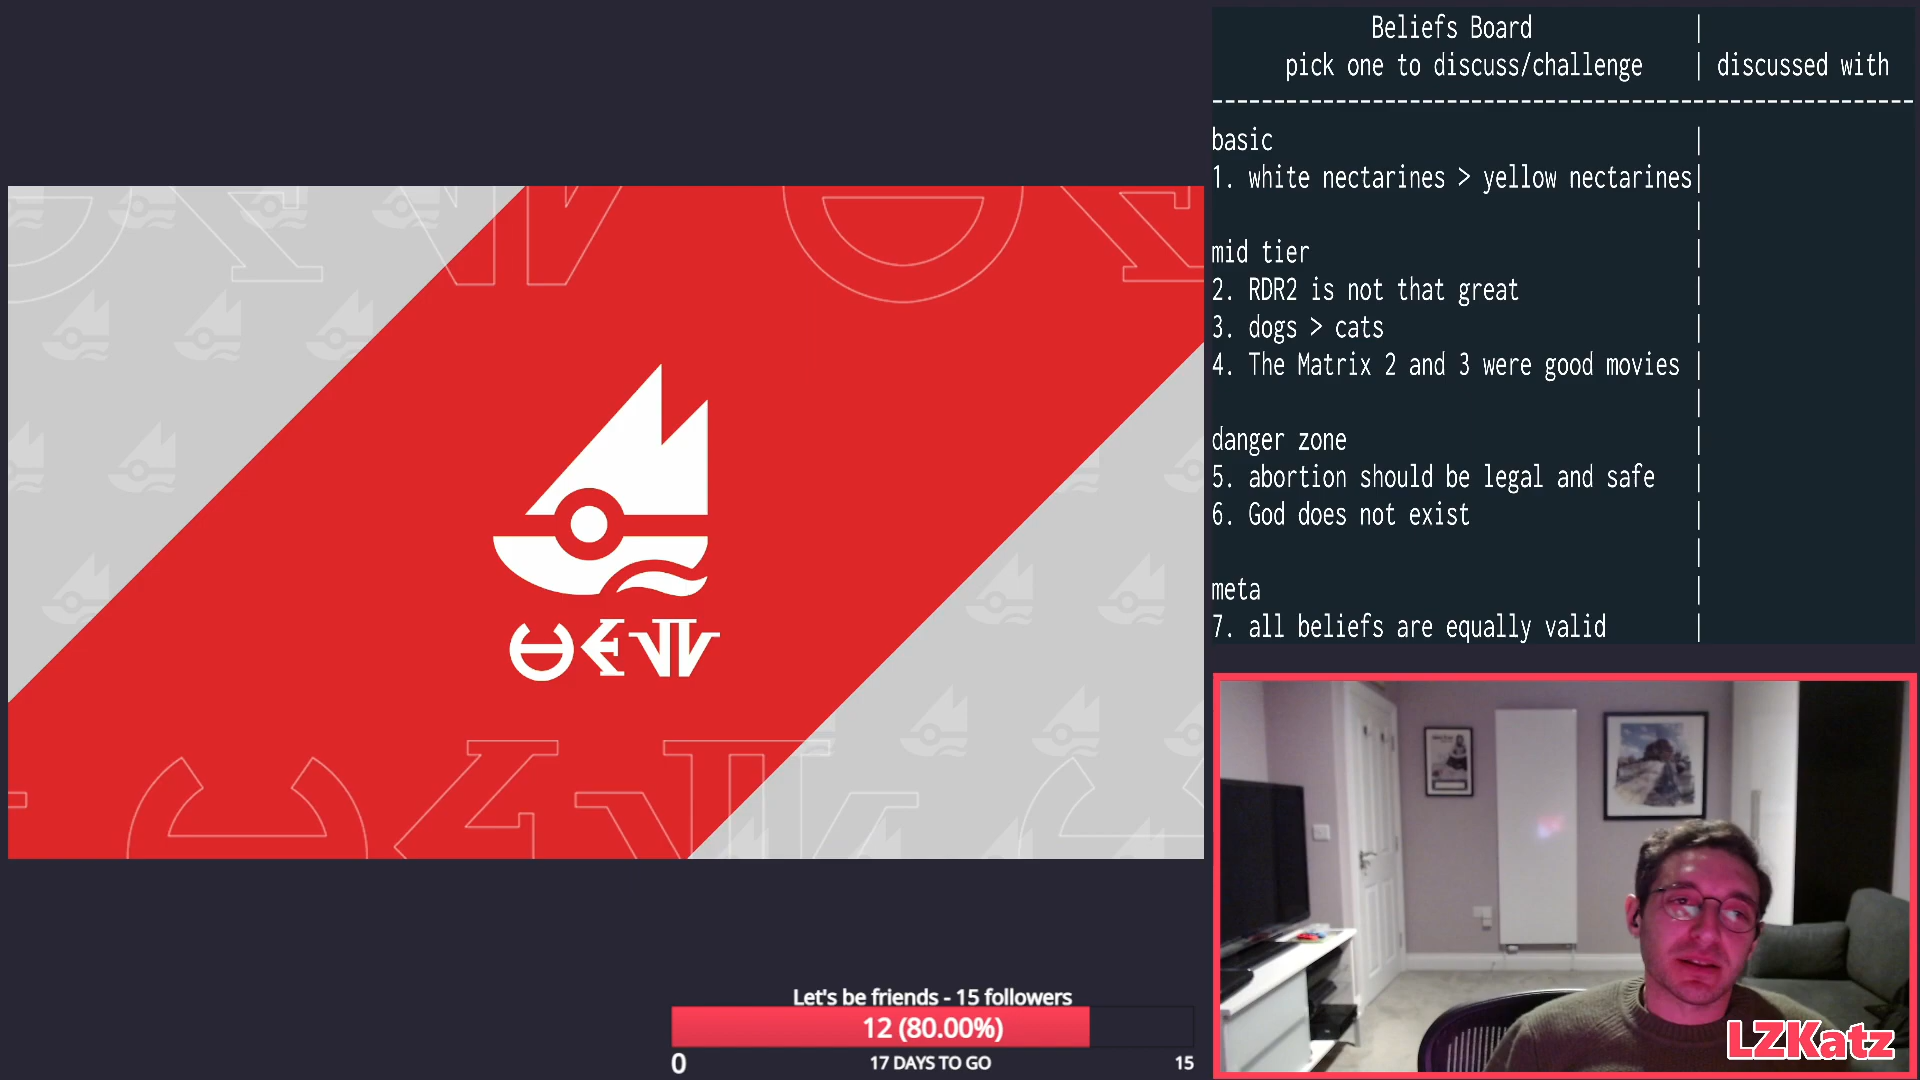 Beliefs Board |
pick one to discuss/challenge | discussed with
---------------------------------------------------------
basic |
1. white nectarines > yellow nectarines|
|
mid tier |
2. RDR2 is not that great |
3. dogs > cats |
4. The Matrix 2 and 3 were good movies |
|
danger zone |
5. abortion should be legal and safe |
6. God does not exist |
|
meta |
7. all beliefs are equally valid |
Let's be friends - 15 followers
12 (80.00%)
0 17 DAYS TO GO 15
LZKatz